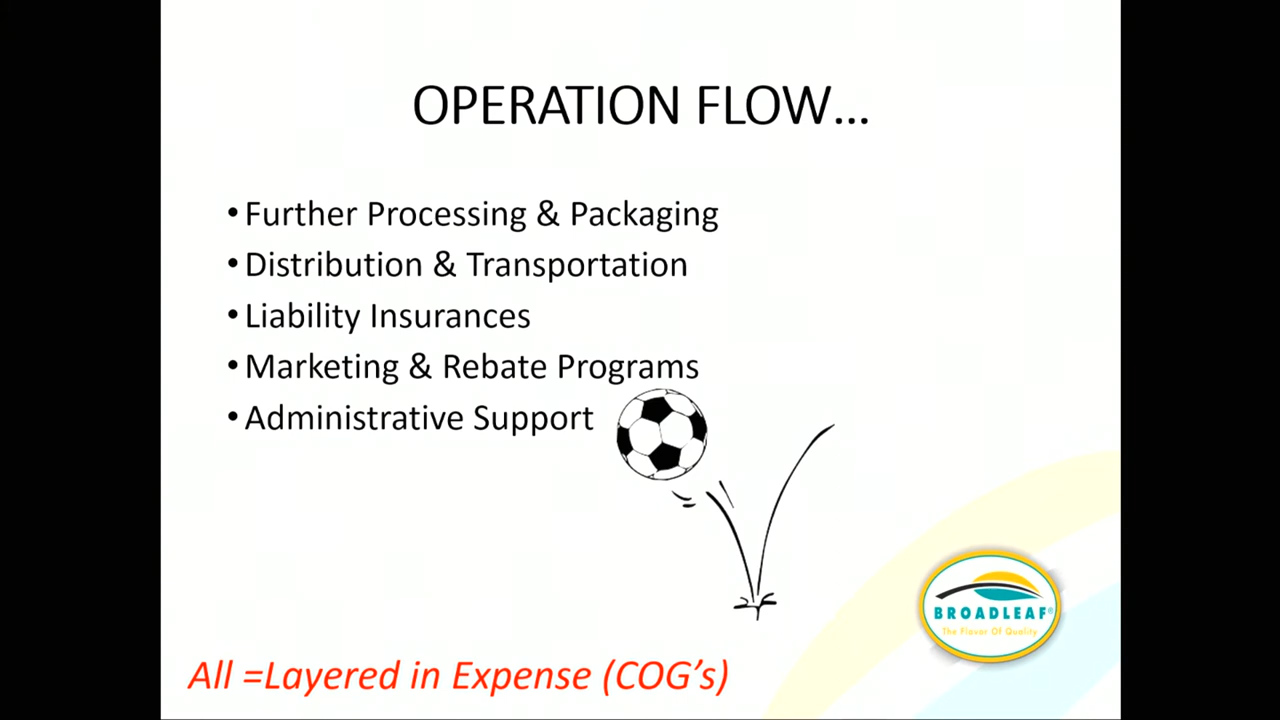 OPERATION FLOW...
•Further Processing & Packaging
•Distribution & Transportation
•Liability Insurances
•Marketing & Rebate Programs
•Administrative Support
BROADLEAF®
The Flavor Of Quality
All =Layered in Expense (COG’s)